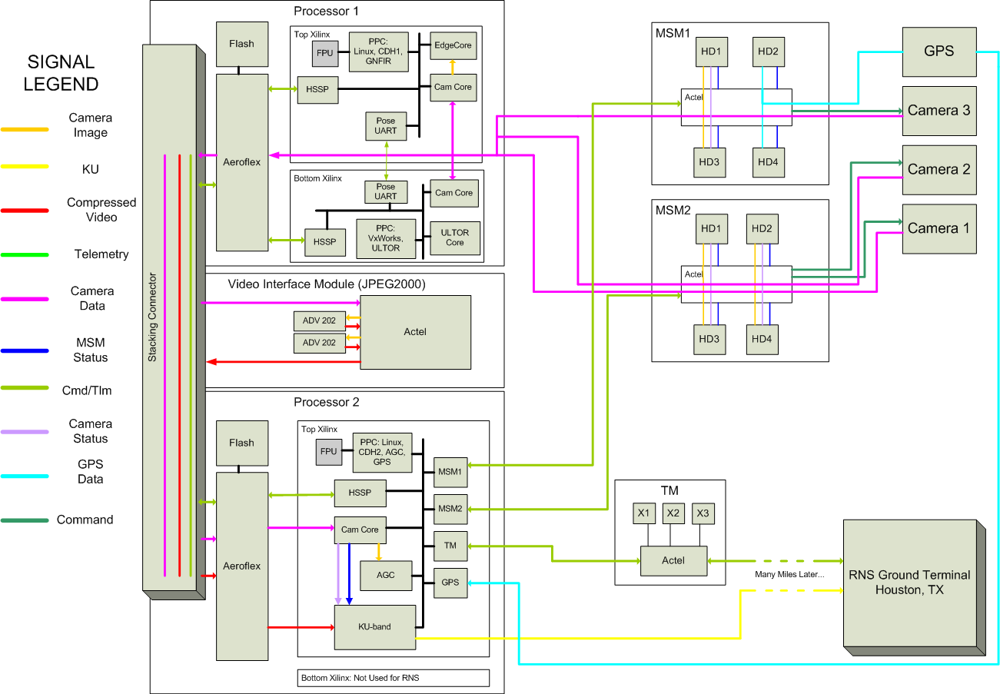 SIGNAL
LEGEND
Camera
Image
KU
Compressed
Video
Telemetry
Camera
Data
MSM
Status
Cmd/Tlm
Camera
Status
GPS
Data
Command
Stacking Connector
Processor 1
Flash
Aeroflex
Top Xilinx
FPU
PPC:
Linux, CDH1,
GNFIR
EdgeCore
HSSP
Cam Core
Pose
UART
Bottom Xilinx
Pose
UART
Cam Core
HSSP
PPC:
VxWorks,
ULTOR
ULTOR
Core
Video Interface Module (JPEG2000)
ADV 202
ADV 202
Actel
Processor 2
Flash
Aeroflex
Top Xilinx
FPU
PPC: Linux,
CDH2, AGC,
GPS
MSM1
HSSP
MSM2
Cam Core
TM
AGC
GPS
KU-band
Bottom Xilinx: Not Used for RNS
MSM1
HD1
HD2
Actel
HD3
HD4
MSM2
HD1
HD2
Actel
HD3
HD4
GPS
Camera 3
Camera 2
Camera 1
TM
X1
X2
X3
Actel
Many Miles Later...
RNS Ground Terminal
Houston, TX